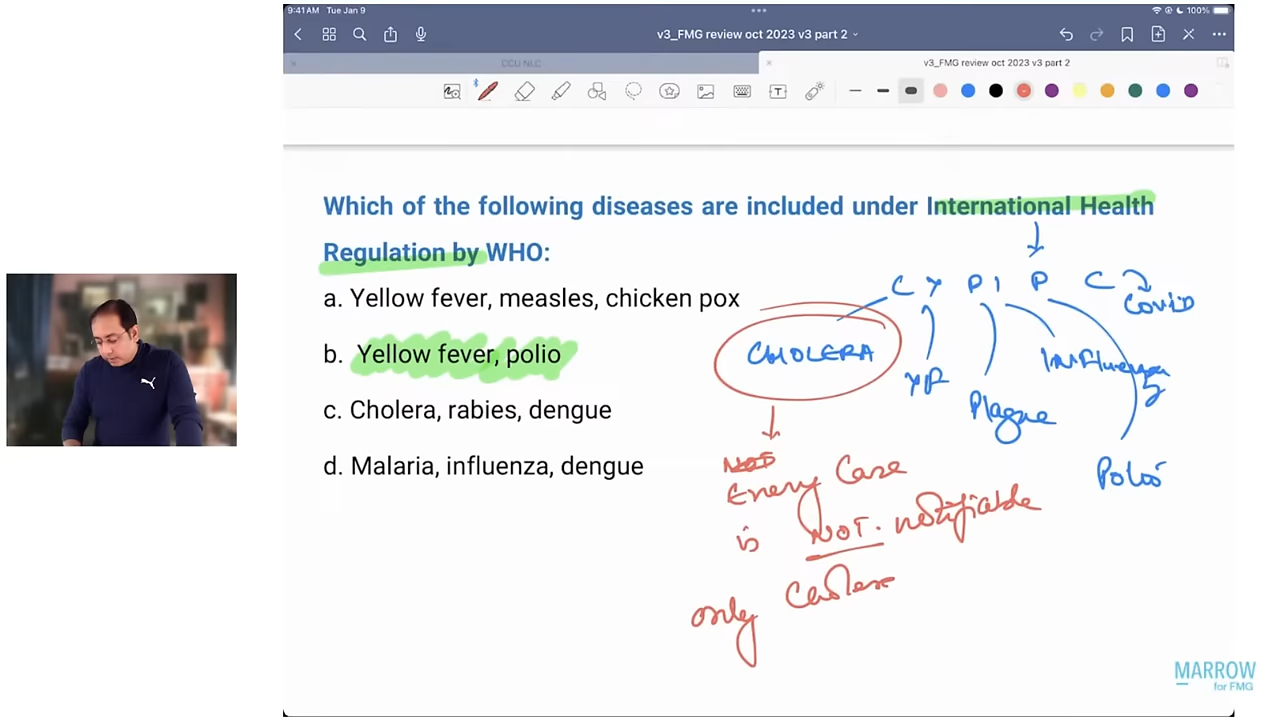 9:41 AM Tue Jan 9
100%
v3_FMG review oct 2023 v3 part 2
CCU NLC
v3_FMG review oct 2023 v3 part 2
Which of the following diseases are included under International Health
Regulation by WHO:
a. Yellow fever, measles, chicken pox
b. Yellow fever, polio
c. Cholera, rabies, dengue
d. Malaria, influenza, dengue
C Y P I P C
Covid
CHOLERA
YF
Influenza
Plague
Polio
NOT
Every Case
is NOT notifiable
only Cholera
MARROW
for FMG